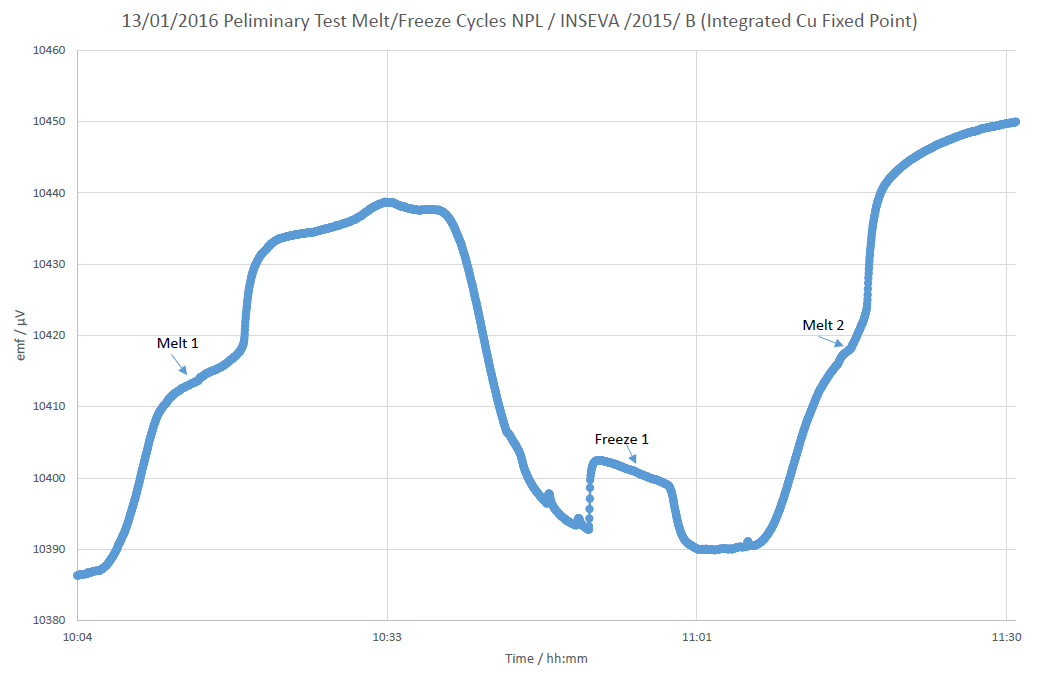 13/01/2016 Peliminary Test Melt/Freeze Cycles NPL / INSEVA /2015/ B (Integrated Cu Fixed Point)
10460
10450
10440
10430
10420
10410
10400
10390
10380
emf / µV
Melt 1
Freeze 1
Melt 2
10:04
10:33
11:01
11:30
Time / hh:mm